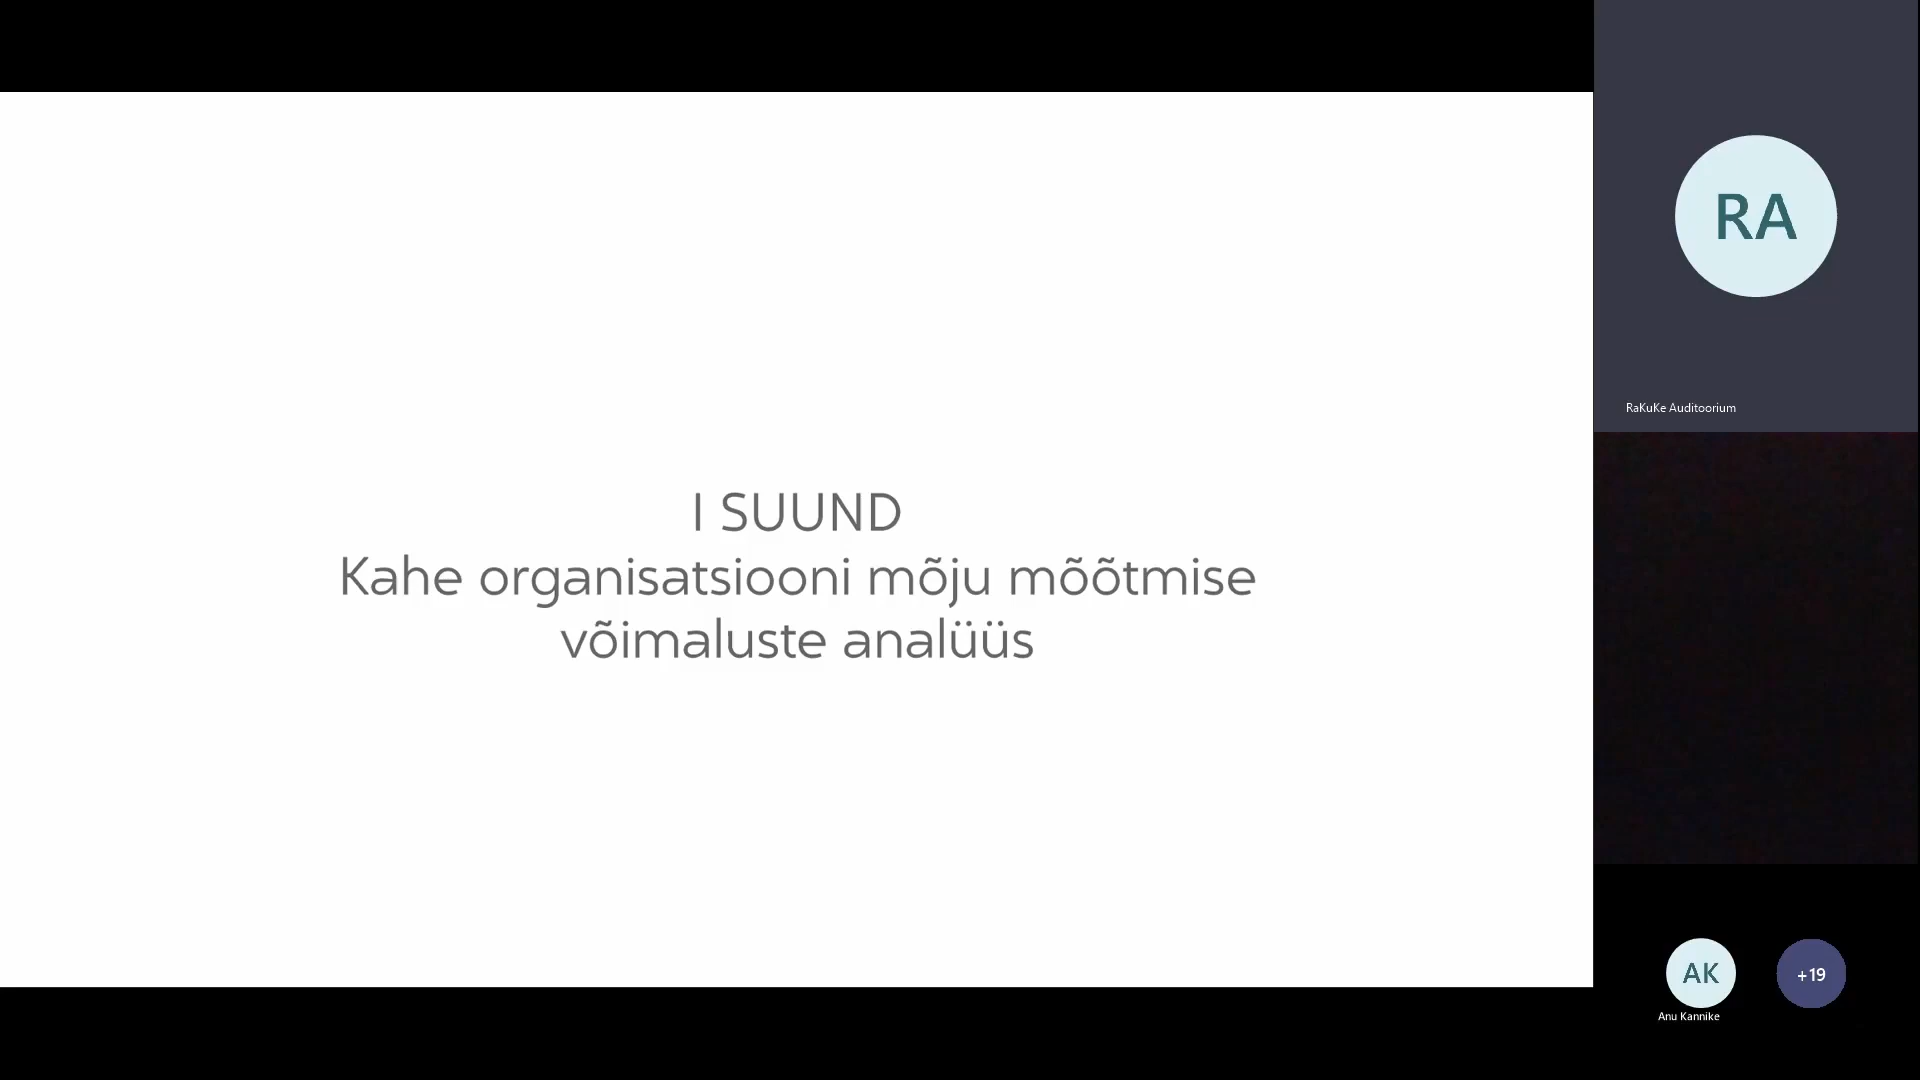 I SUUND
Kahe organisatsiooni mõju mõõtmise
võimaluste analüüs
RA
RaKuKe Auditoorium
AK
+19
Anu Kannike